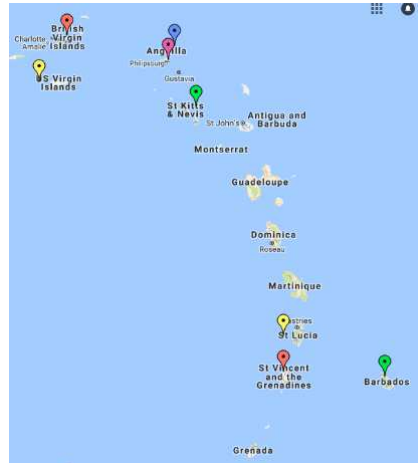 British
Virgin
Islands
Charlotte
Amalie
US Virgin
Islands
Anguilla
Philipsburg
Gustavia
St Kitts
& Nevis
St John's
Antigua and
Barbuda
Montserrat
Guadeloupe
Dominica
Roseau
Martinique
St Lucia
St Vincent
and the
Grenadines
Barbados
Grenada